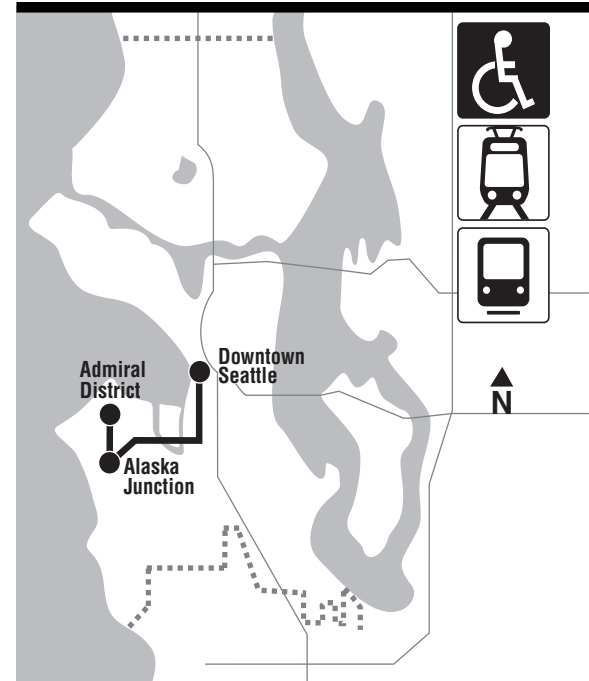 Downtown
Seattle
Admiral
District
N
Alaska
Junction